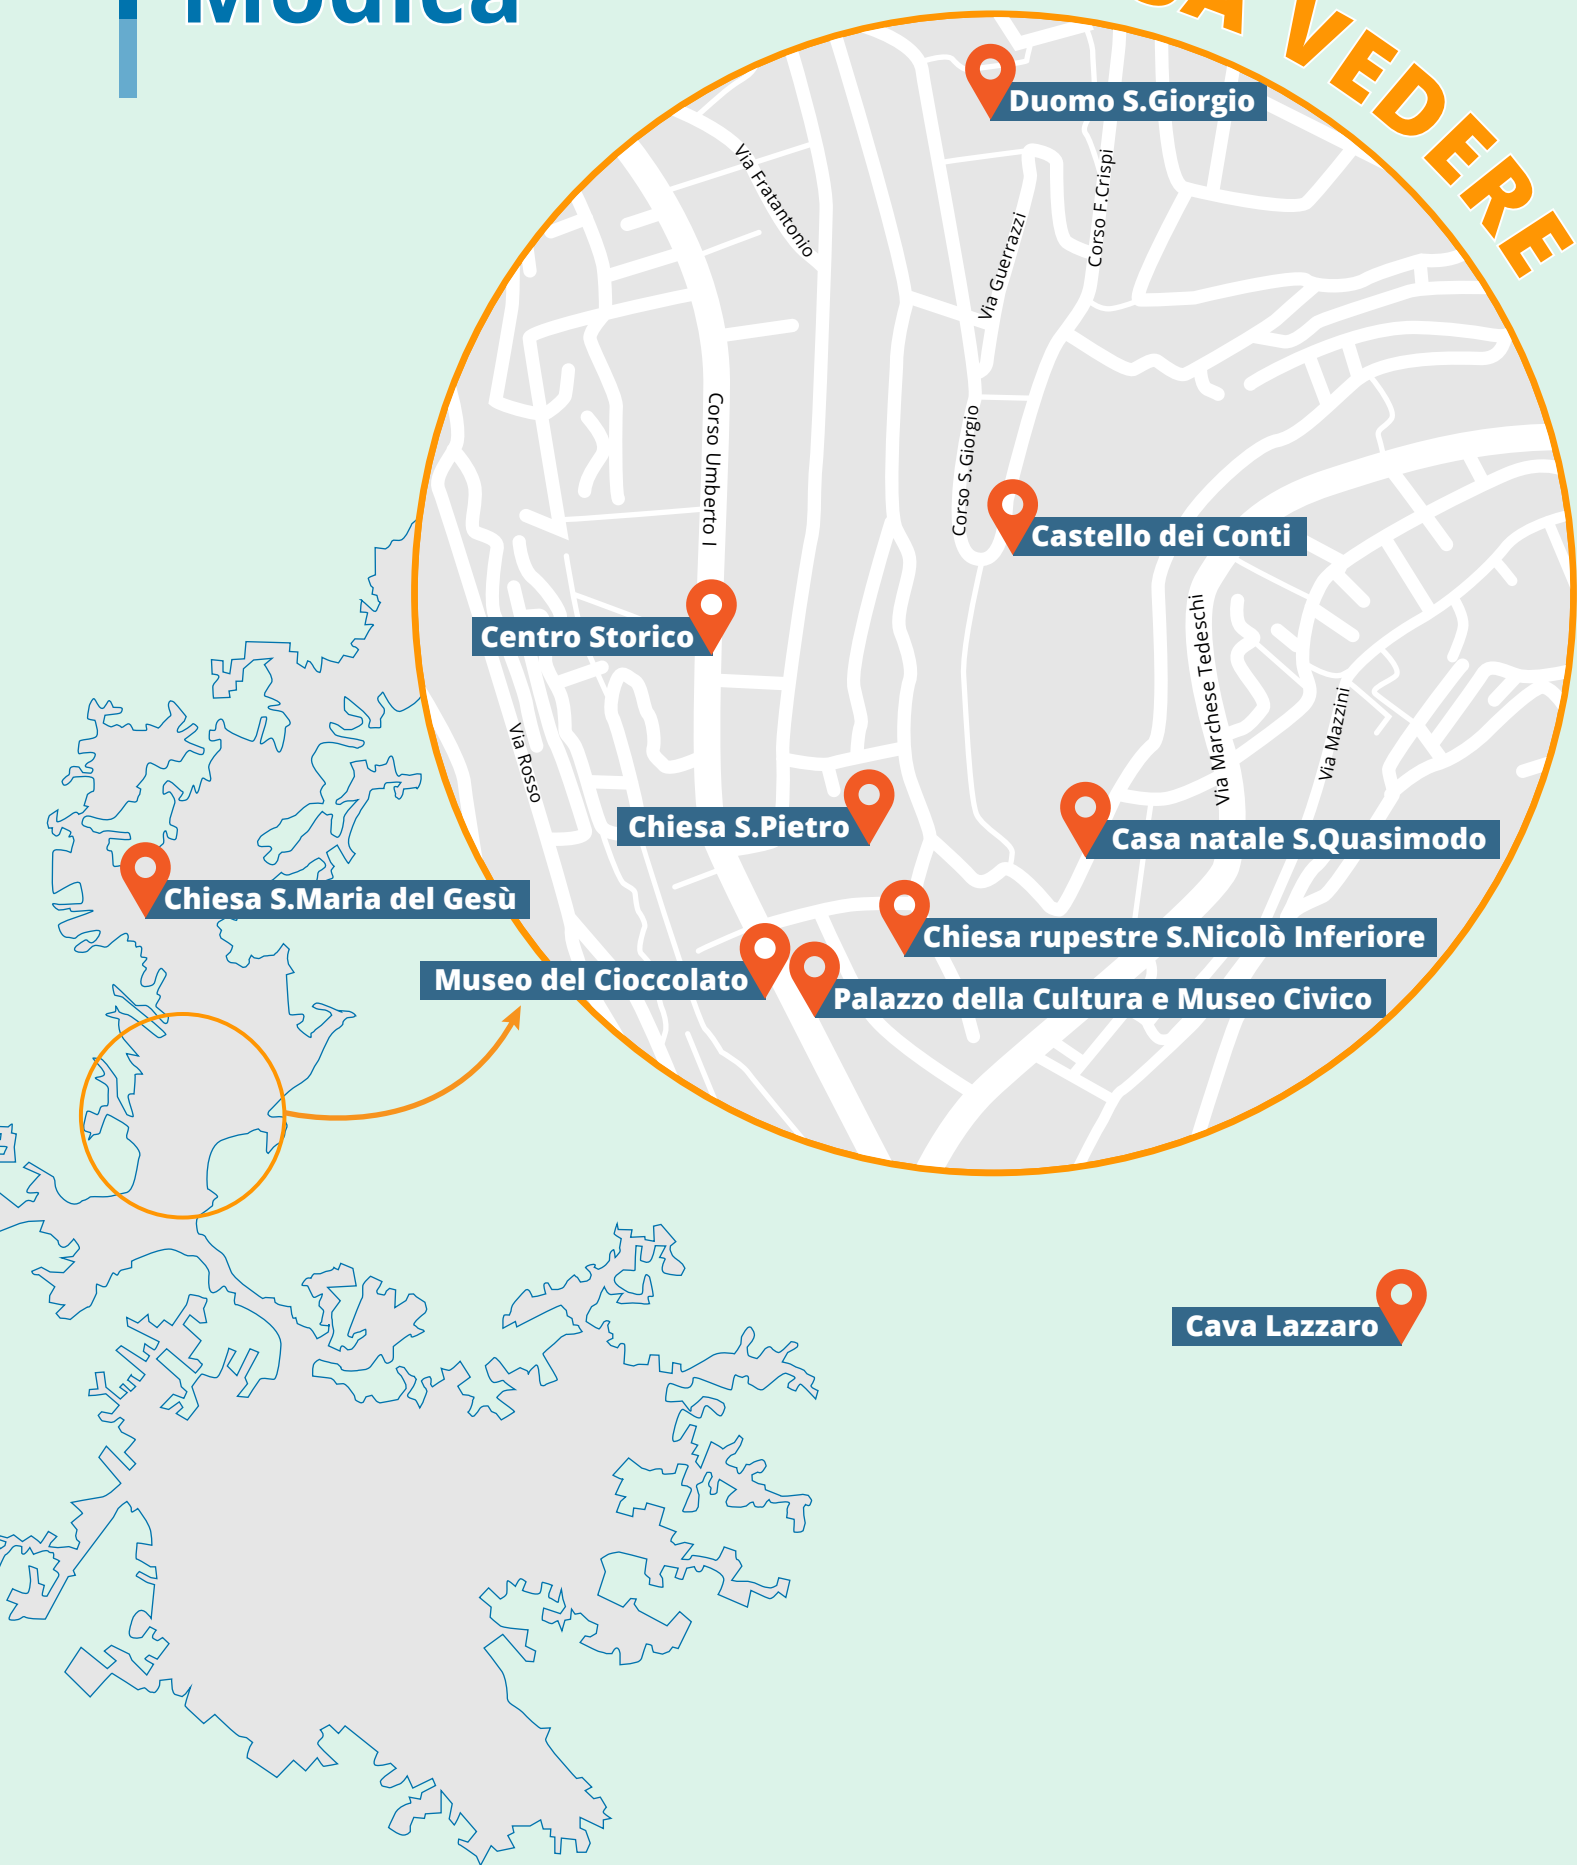 Modica
SA VEDERE
Duomo S.Giorgio
Via Fratantonio
Corso F.Crispi
Via Guerrazzi
Corso Umberto I
Corso S.Giorgio
Castello dei Conti
Centro Storico
Via Marchese Tedeschi
Via Mazzini
Via Rosso
Chiesa S.Pietro
Casa natale S.Quasimodo
Chiesa S.Maria del Gesù
Chiesa rupestre S.Nicolò Inferiore
Museo del Cioccolato
Palazzo della Cultura e Museo Civico
Cava Lazzaro